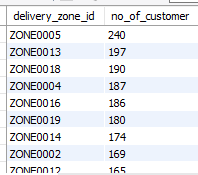 delivery_zone_id no_of_customer
ZONE0005 240
ZONE0013 197
ZONE0018 190
ZONE0004 187
ZONE0016 186
ZONE0019 180
ZONE0014 174
ZONE0002 169
ZONE0012 165